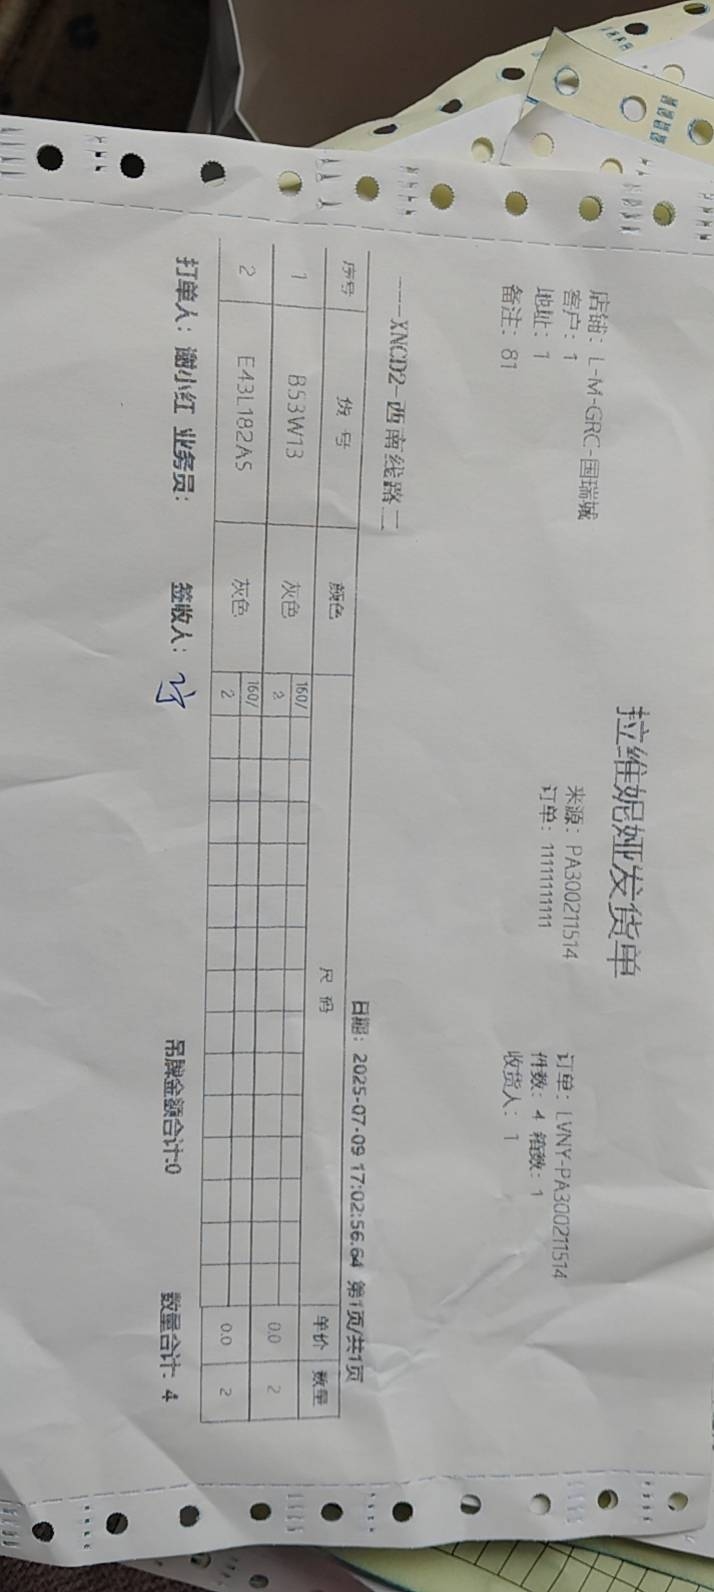 拉维妮娅发货单
店铺：L-M-GRC-国瑞城
客户：1 来源：PA300211514 订单：LVNY-PA300211514
地址：1 订单：11111111111 件数：4 箱数：1
备注：81 收货人：1
----XNCD2-西南线路二 日期：2025-07-09 17:02:56.64 第1页/共1页
序号 货号 颜色 尺码 单价 数量
1 B53W13 灰色 160/ 2 0.0 2
2 E43L182AS 灰色 160/ 2 0.0 2
打单人：谢小红 业务员： 签收人： 吊牌金额合计:0 数量合计：4